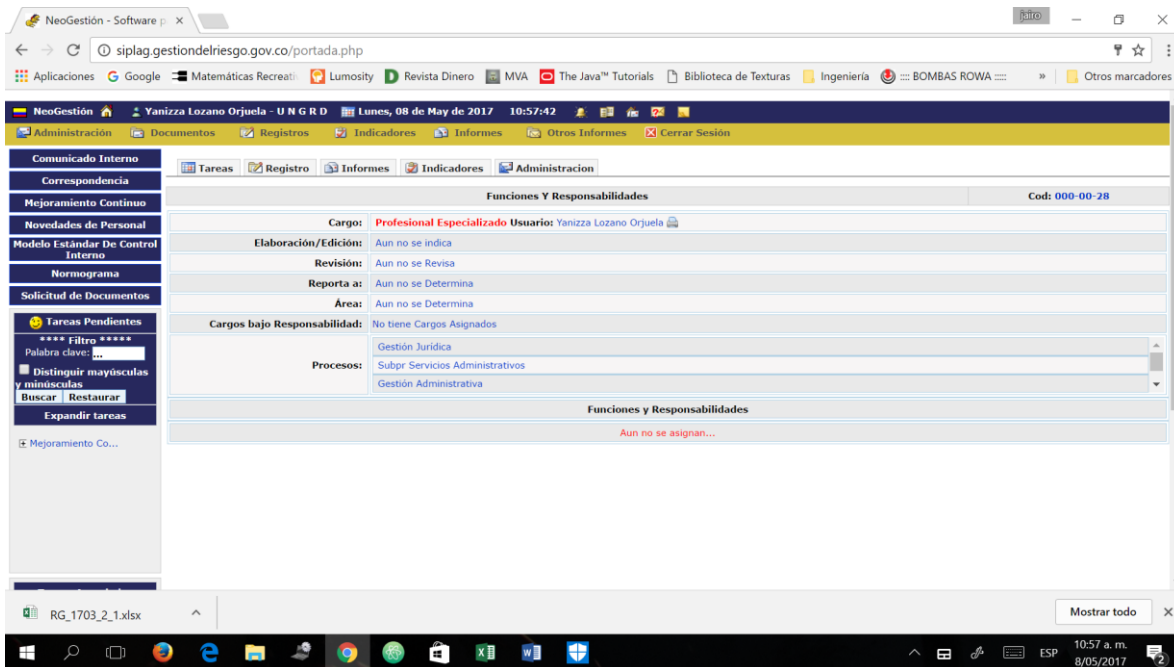 NeoGestión - Software p
jairo
siplag.gestiondelriesgo.gov.co/portada.php
Aplicaciones Google Matemáticas Recreati Lumosity Revista Dinero MVA The Java™ Tutorials Biblioteca de Texturas Ingeniería :::: BOMBAS ROWA ::::: » Otros marcadores
NeoGestión Yanizza Lozano Orjuela - U N G R D Lunes, 08 de May de 2017 10:57:42
Administración Documentos Registros Indicadores Informes Otros Informes Cerrar Sesión
Comunicado Interno
Correspondencia
Mejoramiento Continuo
Novedades de Personal
Modelo Estándar De Control
Interno
Normograma
Solicitud de Documentos
Tareas Pendientes
**** Filtro *****
Palabra clave: ...
Distinguir mayúsculas
y minúsculas
Buscar Restaurar
Expandir tareas
Mejoramiento Co...
Tareas Registro Informes Indicadores Administracion
Funciones Y Responsabilidades Cod: 000-00-28
Cargo: Profesional Especializado Usuario: Yanizza Lozano Orjuela
Elaboración/Edición: Aun no se indica
Revisión: Aun no se Revisa
Reporta a: Aun no se Determina
Área: Aun no se Determina
Cargos bajo Responsabilidad: No tiene Cargos Asignados
Procesos: Gestión Jurídica
Subpr Servicios Administrativos
Gestión Administrativa
Funciones y Responsabilidades
Aun no se asignan...
RG_1703_2_1.xlsx
Mostrar todo
ESP
10:57 a. m.
8/05/2017